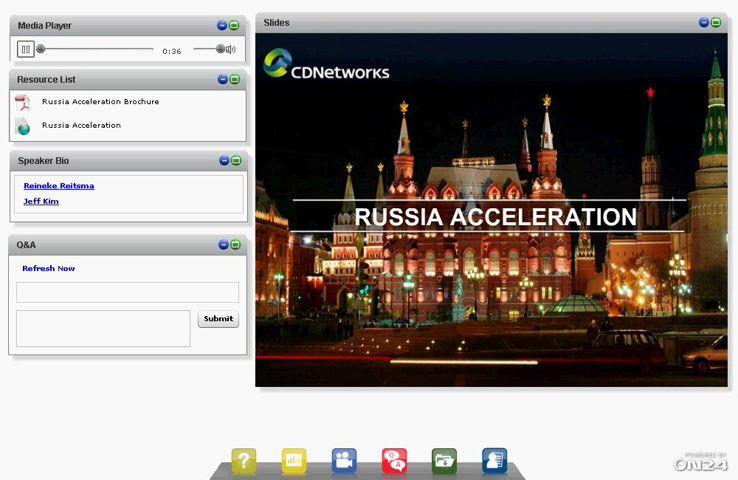 Media Player
0:36
Resource List
Russia Acceleration Brochure
Russia Acceleration
Speaker Bio
Reineke Reitsma
Jeff Kim
Q&A
Refresh Now
Submit
Slides
CDNetworks
RUSSIA ACCELERATION
?
Q
A
POWERED BY
ON24